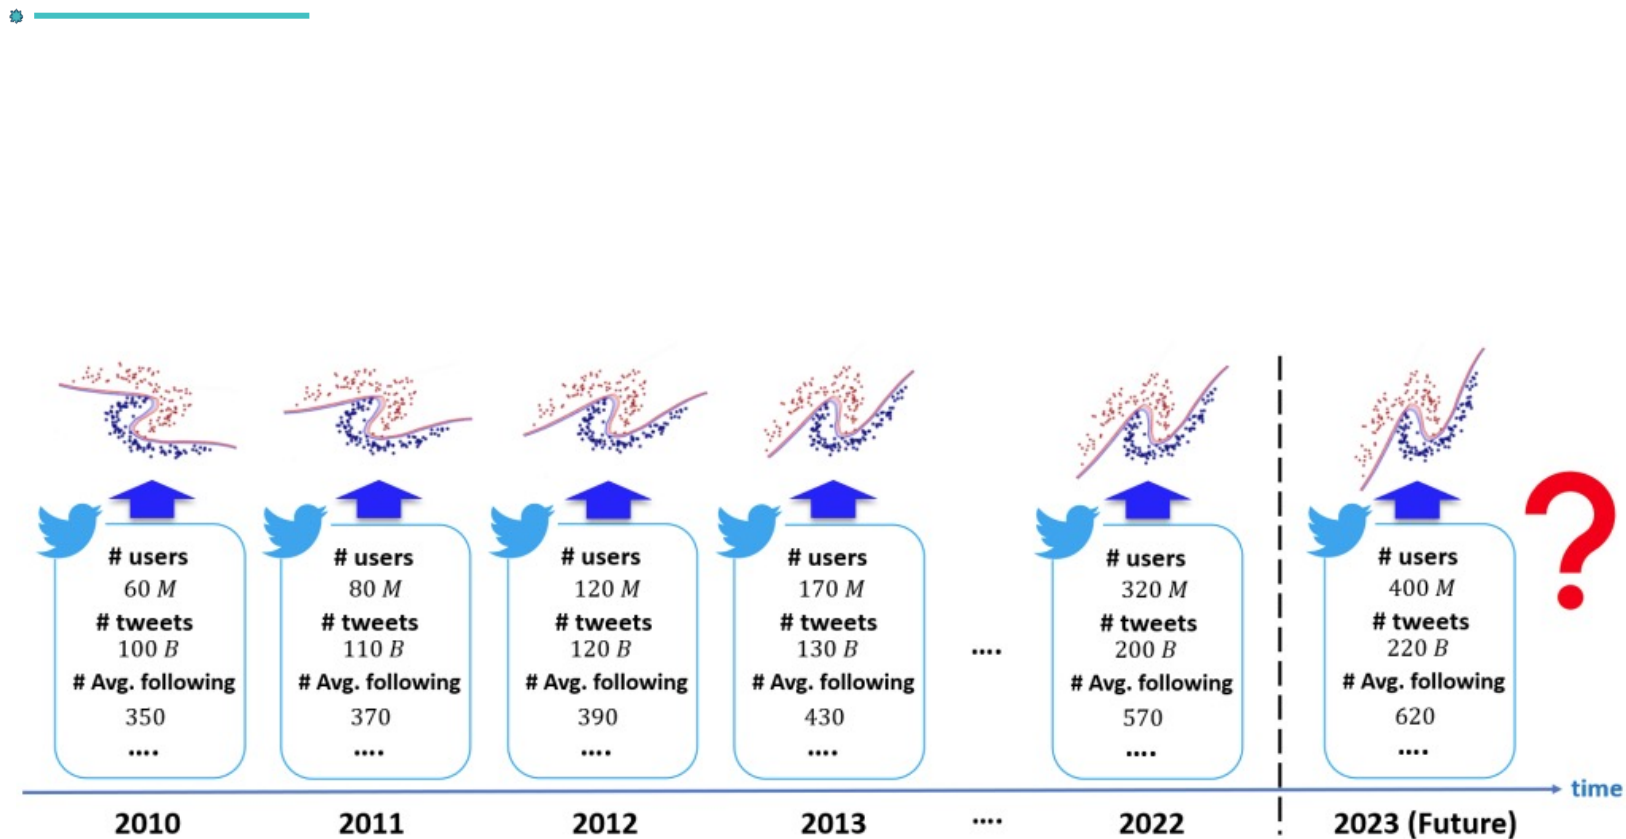 # users
60 M
# tweets
100 B
# Avg. following
350
....
# users
80 M
# tweets
110 B
# Avg. following
370
....
# users
120 M
# tweets
120 B
# Avg. following
390
....
# users
170 M
# tweets
130 B
# Avg. following
430
....
....
# users
320 M
# tweets
200 B
# Avg. following
570
....
# users
400 M
# tweets
220 B
# Avg. following
620
....
?
time
2010 2011 2012 2013 .... 2022 2023 (Future)